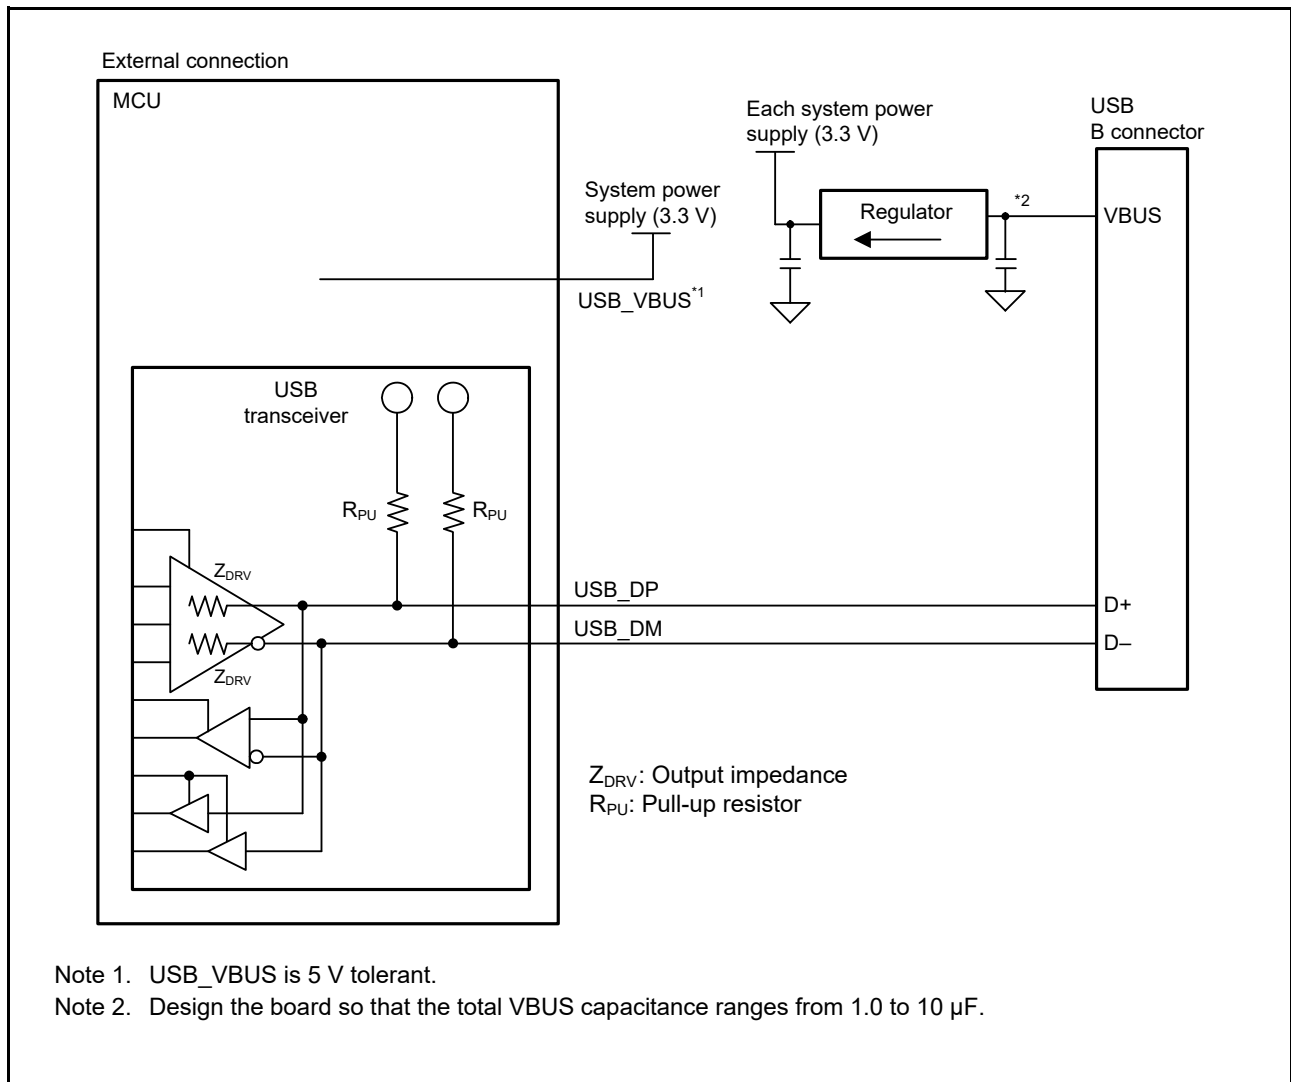 External connection
MCU
Each system power
supply (3.3 V)
USB
B connector
System power
supply (3.3 V)
Regulator
*2
VBUS
USB_VBUS*1
USB
transceiver
RPU
RPU
ZDRV
USB_DP
D+
USB_DM
D–
ZDRV
ZDRV: Output impedance
RPU: Pull-up resistor
Note 1. USB_VBUS is 5 V tolerant.
Note 2. Design the board so that the total VBUS capacitance ranges from 1.0 to 10 µF.